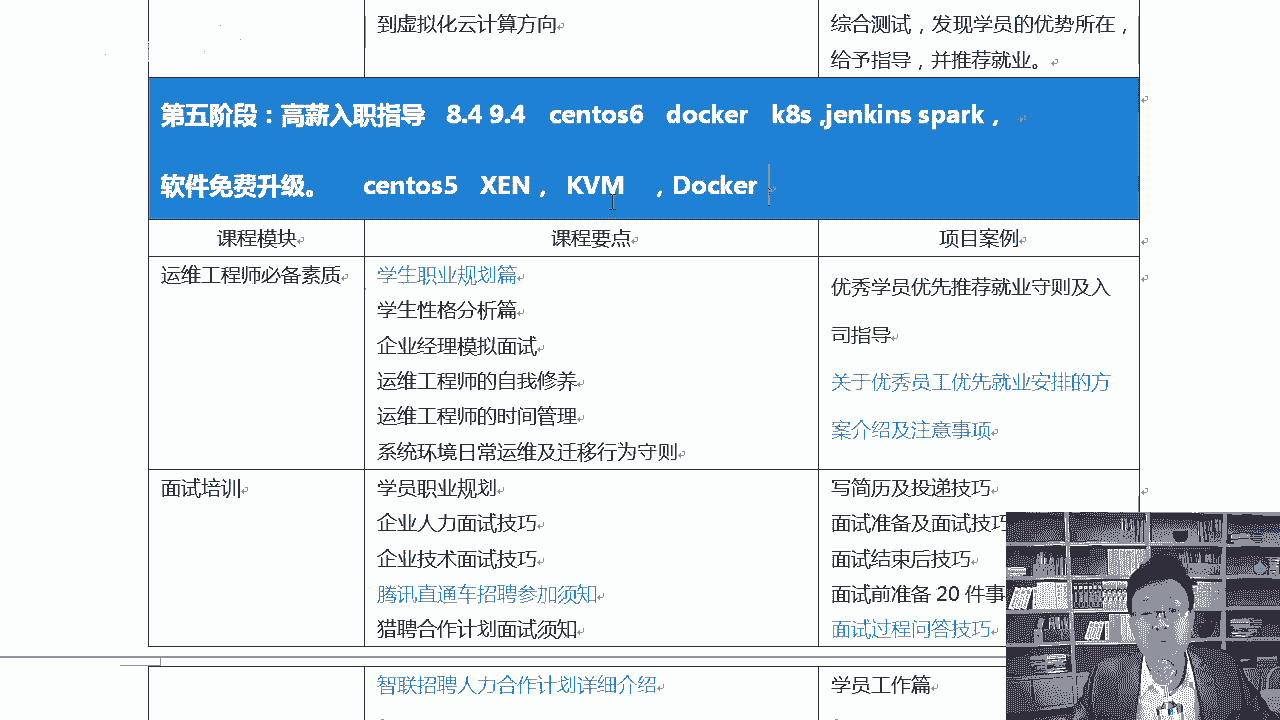 到虚拟化云计算方向
综合测试，发现学员的优势所在，
给予指导，并推荐就业。
第五阶段：高薪入职指导 8.4 9.4 centos6 docker k8s ,jenkins spark，
软件免费升级。 centos5 XEN， KVM ，Docker
课程模块 课程要点 项目案例
运维工程师必备素质
学生职业规划篇
学生性格分析篇
企业经理模拟面试
运维工程师的自我修养
运维工程师的时间管理
系统环境日常运维及迁移行为守则
优秀学员优先推荐就业守则及入
司指导
关于优秀员工优先就业安排的方
案介绍及注意事项
面试培训
学员职业规划
企业人力面试技巧
企业技术面试技巧
腾讯直通车招聘参加须知
猎聘合作计划面试须知
写简历及投递技巧
面试准备及面试技巧
面试结束后技巧
面试前准备 20 件事
面试过程问答技巧
智联招聘人力合作计划详细介绍
学员工作篇